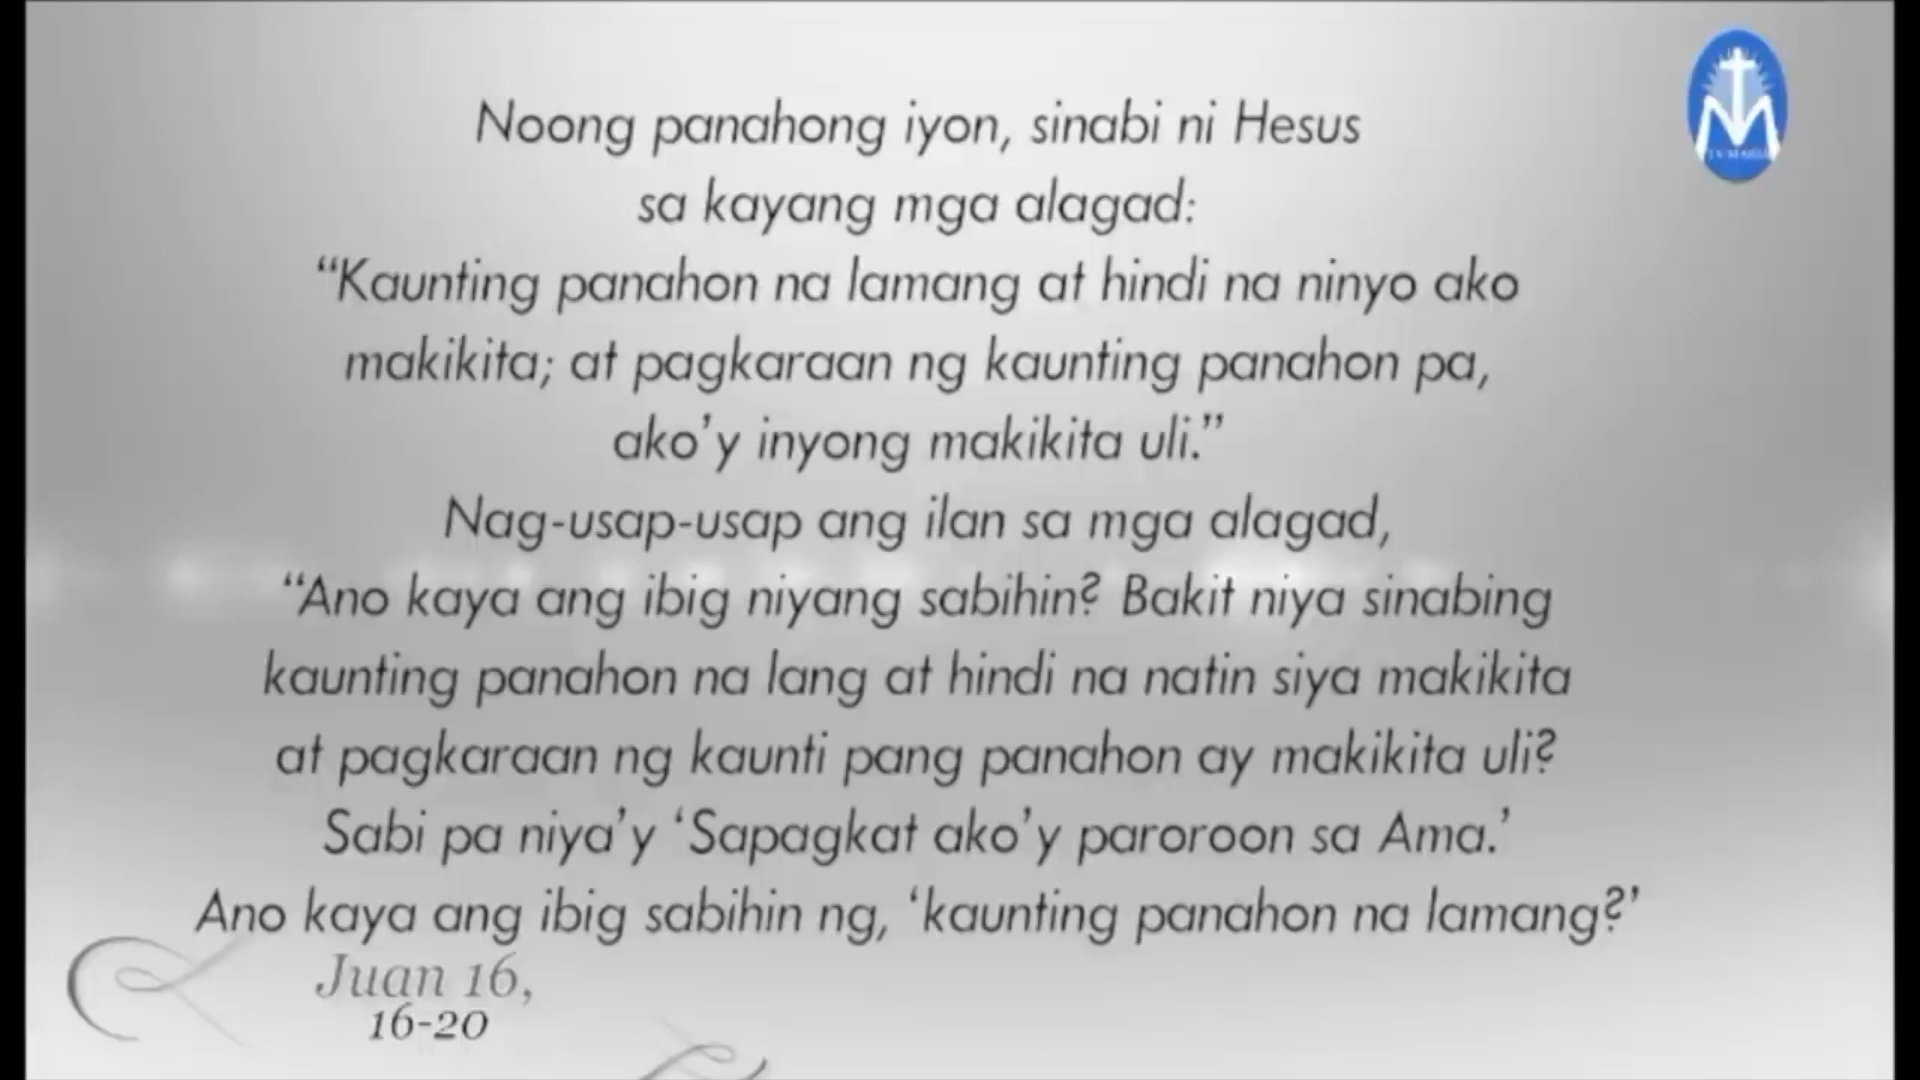 Noong panahong iyon, sinabi ni Hesus
sa kayang mga alagad:
“Kaunting panahon na lamang at hindi na ninyo ako
makikita; at pagkaraan ng kaunting panahon pa,
ako’y inyong makikita uli.”
Nag-usap-usap ang ilan sa mga alagad,
“Ano kaya ang ibig niyang sabihin? Bakit niya sinabing
kaunting panahon na lang at hindi na natin siya makikita
at pagkaraan ng kaunti pang panahon ay makikita uli?
Sabi pa niya’y ‘Sapagkat ako’y paroroon sa Ama.’
Ano kaya ang ibig sabihin ng, ‘kaunting panahon na lamang?’
Juan 16,
16-20